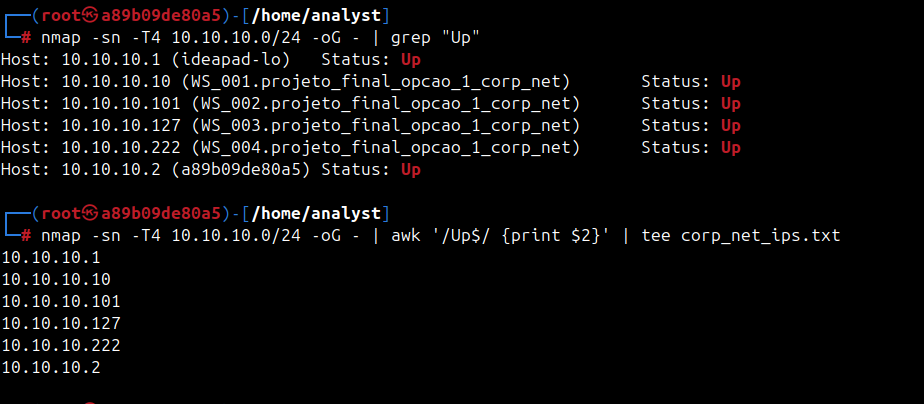 ┌──(root㉿a89b09de80a5)-[/home/analyst]
└─# nmap -sn -T4 10.10.10.0/24 -oG - | grep "Up"
Host: 10.10.10.1 (ideapad-lo)	Status: Up
Host: 10.10.10.10 (WS_001.projeto_final_opcao_1_corp_net)	Status: Up
Host: 10.10.10.101 (WS_002.projeto_final_opcao_1_corp_net)	Status: Up
Host: 10.10.10.127 (WS_003.projeto_final_opcao_1_corp_net)	Status: Up
Host: 10.10.10.222 (WS_004.projeto_final_opcao_1_corp_net)	Status: Up
Host: 10.10.10.2 (a89b09de80a5)	Status: Up
┌──(root㉿a89b09de80a5)-[/home/analyst]
└─# nmap -sn -T4 10.10.10.0/24 -oG - | awk '/Up$/ {print $2}' | tee corp_net_ips.txt
10.10.10.1
10.10.10.10
10.10.10.101
10.10.10.127
10.10.10.222
10.10.10.2